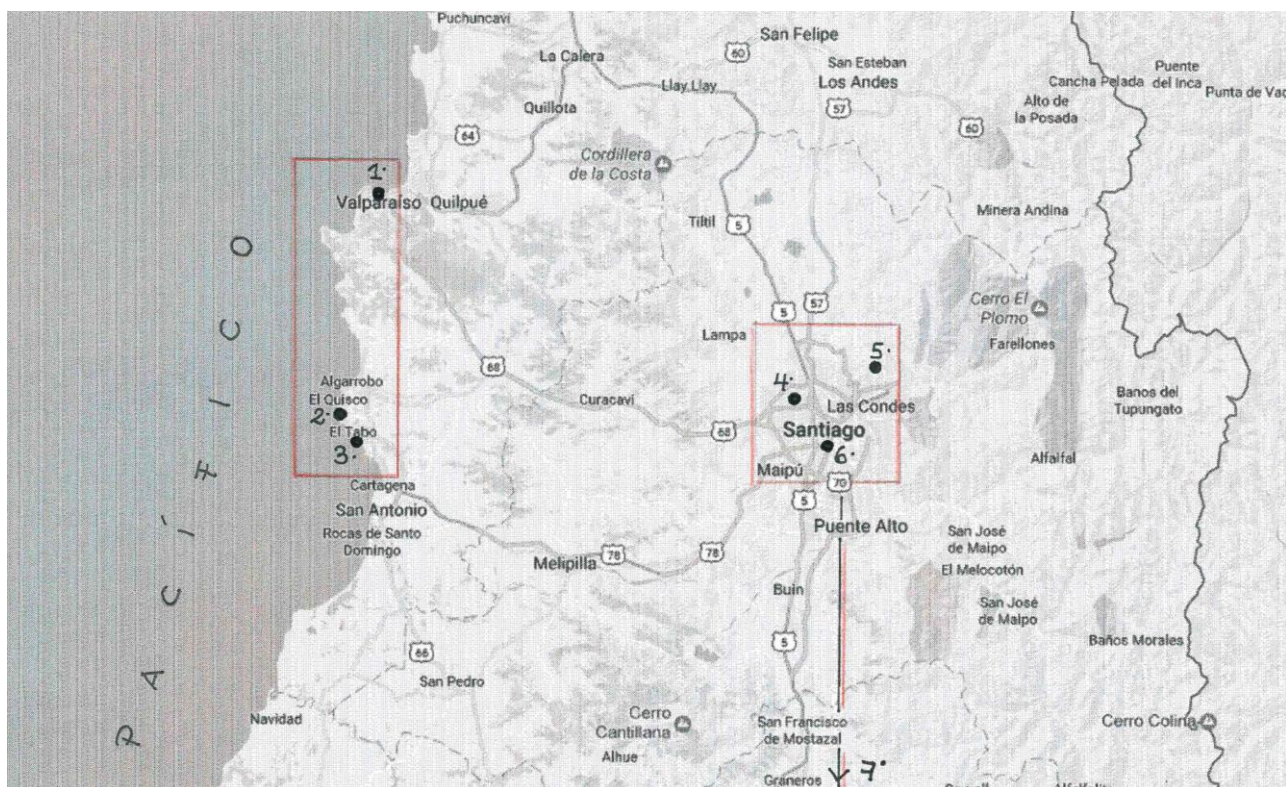 Puchuncaví
San Felipe
60
La Calera
San Esteban
Los Andes
Llay Llay
57
Quillota
Cancha Pelada
Puente
del Inca
Punta de Vac
Alto de
la Posada
60
64
Cordillera
de la Costa
1.
Valparaíso
Quilpué
Minera Andina
Tiltil
5
57
5
Cerro El
Plomo
Lampa
Farellones
5.
68
Algarrobo
El Quisco
4.
Curacavi
Las Condes
Banos del
Tupungato
2.
El Tabo
3.
68
Santiago
6.
Maipú
Alfalfal
Cartagena
70
San Antonio
5
Puente Alto
Rocas de Santo
Domingo
San José
de Maipo
78
78
Melipilla
El Melocotón
Buin
San José
de Maipo
5
Baños Morales
66
San Pedro
Navidad
Cerro
Cantillana
San Francisco
de Mostazal
Cerro Colina
Alhue
Graneros
7.
PACÍFICO